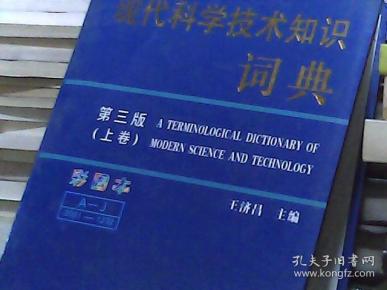 现代科学技术知识
词典
第三版
(上卷)
A TERMINOLOGICAL DICTIONARY OF
MODERN SCIENCE AND TECHNOLOGY
彩图本
A—J
王济昌 主编
孔夫子旧书网
www.kongfz.com